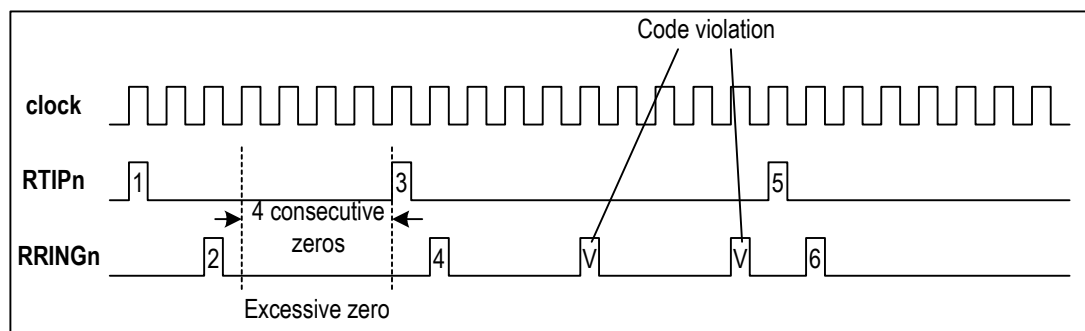 Code violation
clock
RTIPn
1
3
5
4 consecutive
zeros
RRINGn
2
4
V
V
6
Excessive zero